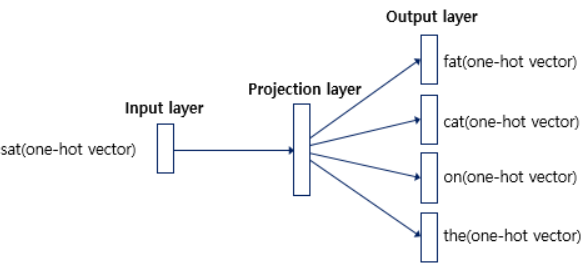 Output layer
fat(one-hot vector)
Projection layer
Input layer
cat(one-hot vector)
sat(one-hot vector)
on(one-hot vector)
the(one-hot vector)